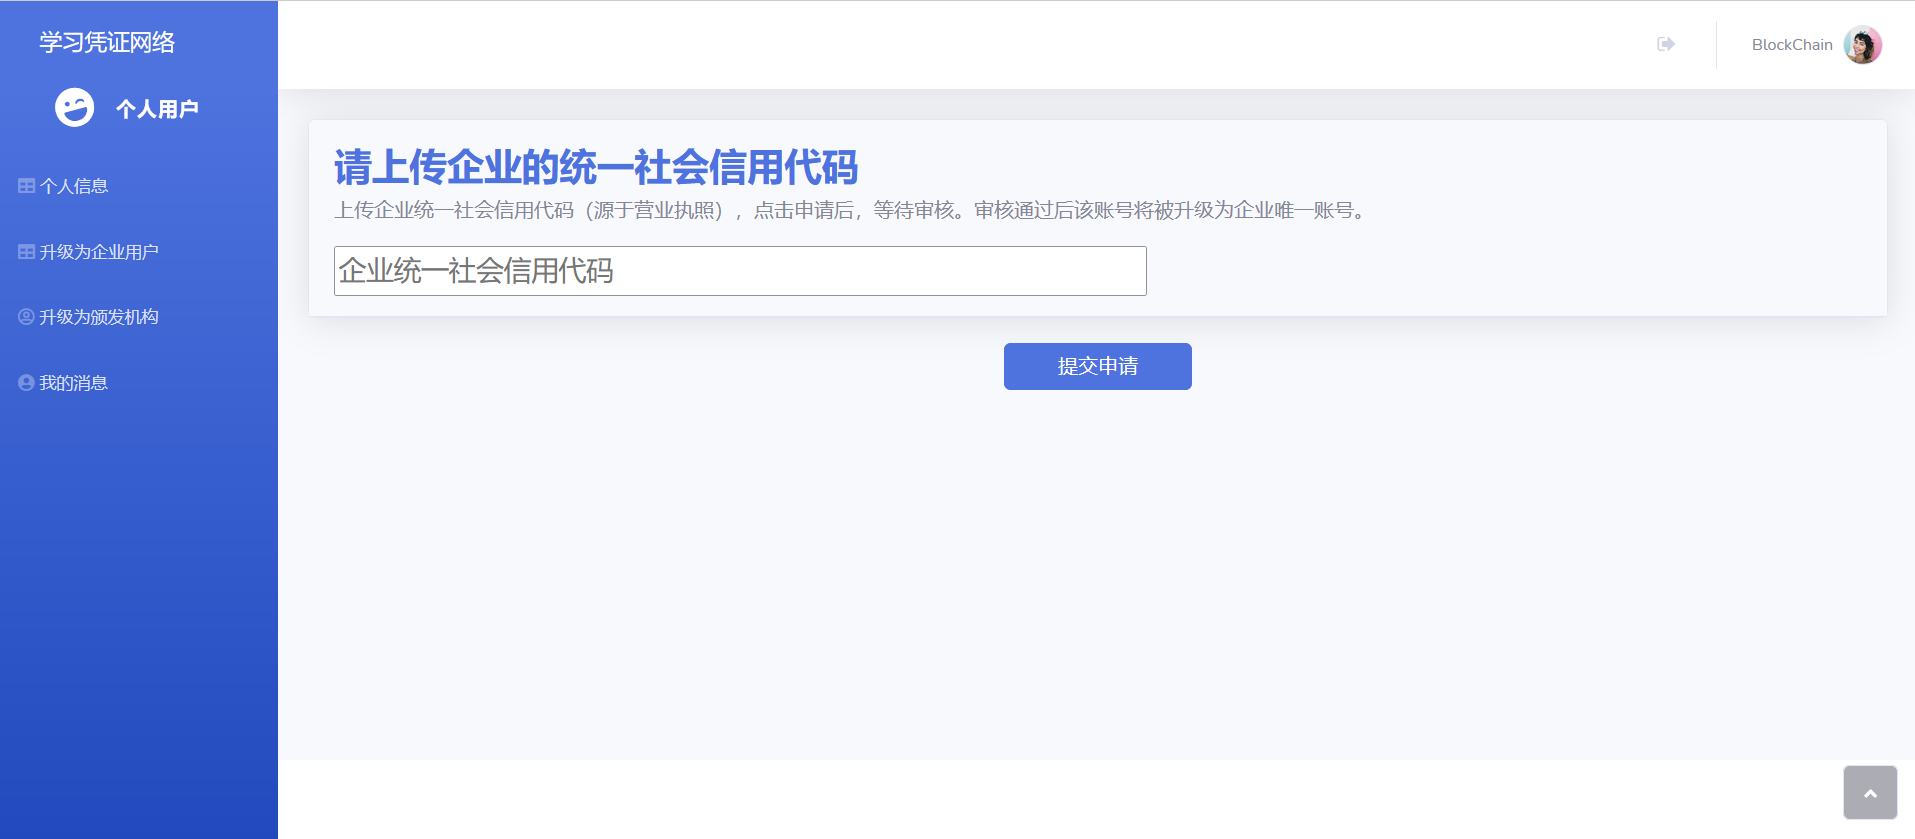 学习凭证网络
个人用户
个人信息
升级为企业用户
升级为颁发机构
我的消息
BlockChain
请上传企业的统一社会信用代码
上传企业统一社会信用代码（源于营业执照），点击申请后，等待审核。审核通过后该账号将被升级为企业唯一账号。
企业统一社会信用代码
提交申请